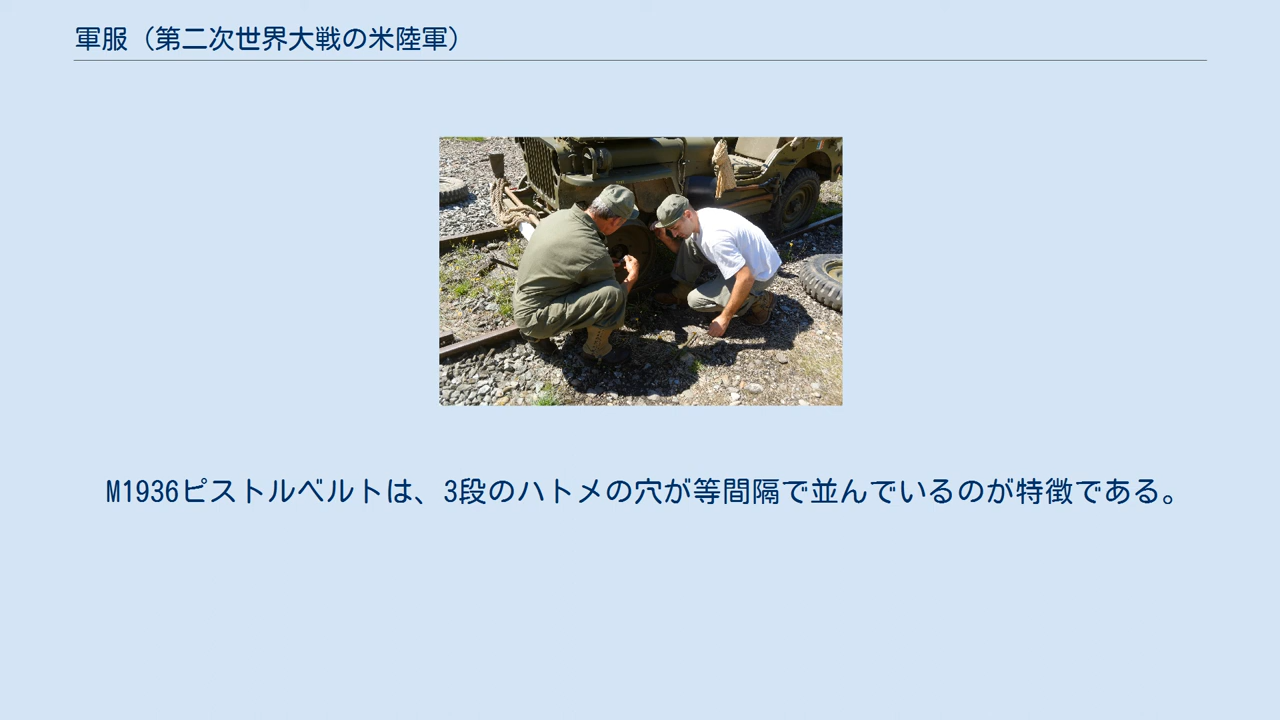 軍服（第二次世界大戦の米陸軍）
M1936ピストルベルトは、3段のハトメの穴が等間隔で並んでいるのが特徴である。